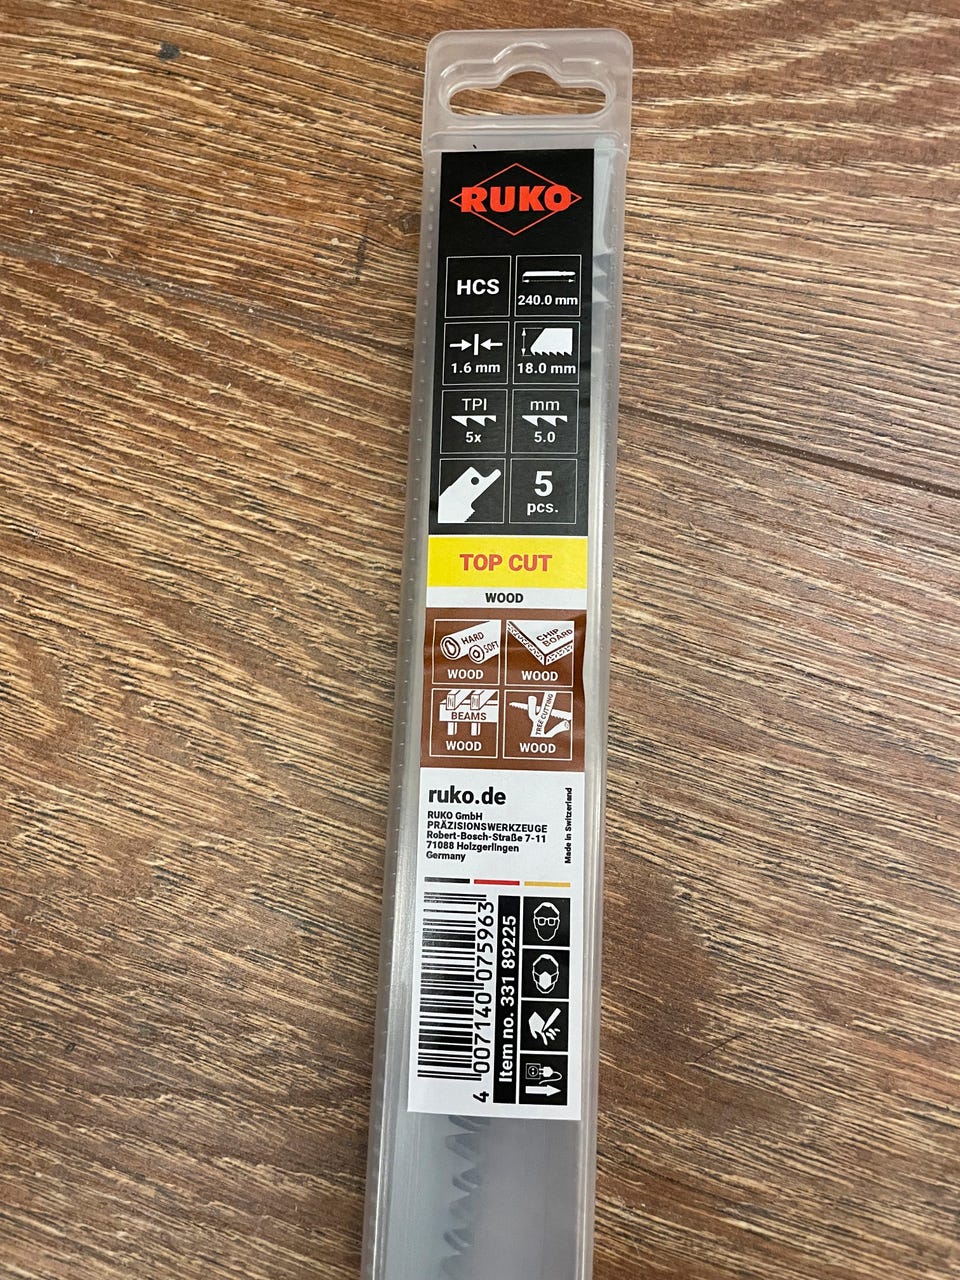 RUKO
HCS
240.0 mm
1.6 mm
18.0 mm
TPI
5x
mm
5.0
5
pcs.
TOP CUT
WOOD
HARD
SOFT
WOOD
CHIP
BOARD
WOOD
BEAMS
WOOD
TREE CUTTING
WOOD
ruko.de
RUKO GmbH
PRÄZISIONSWERKZEUGE
Robert-Bosch-Straße 7-11
71088 Holzgerlingen
Germany
Made in Switzerland
4 007140 075963
Item no. 331 89225